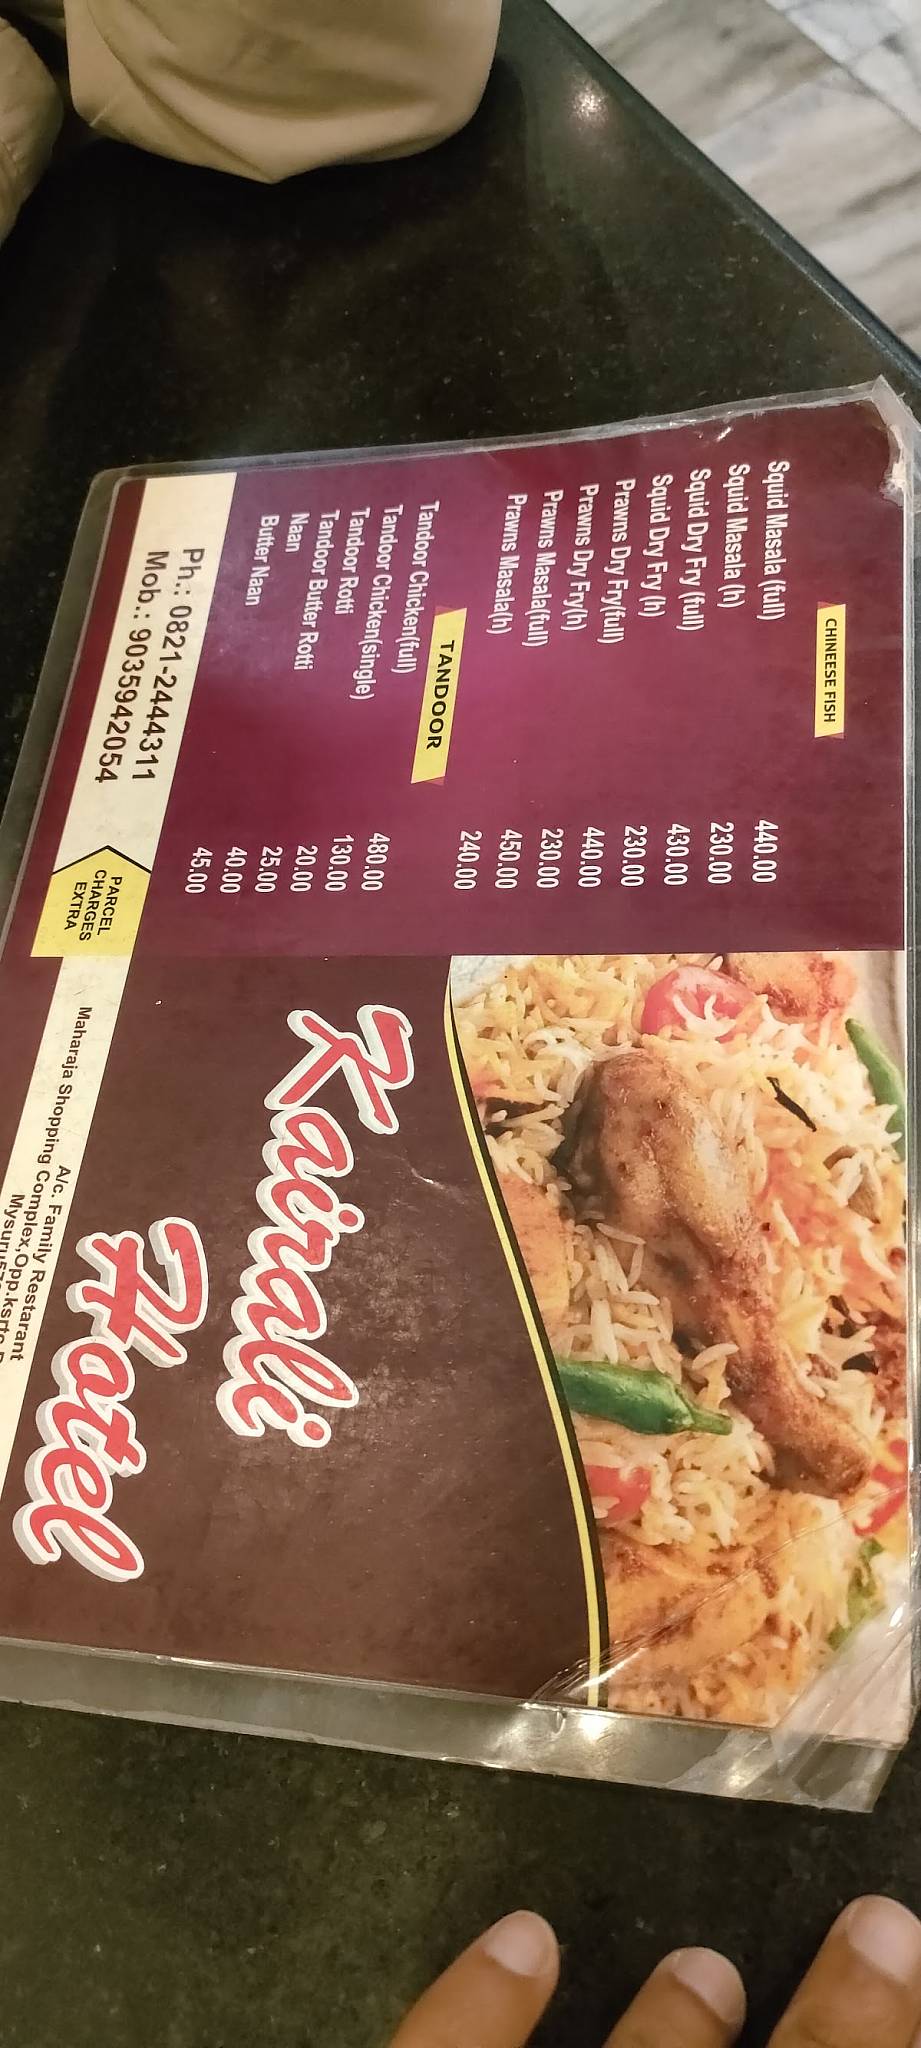 CHINEESE FISH
Squid Masala (full) 440.00
Squid Masala (h) 230.00
Squid Dry Fry (full) 430.00
Squid Dry Fry (h) 230.00
Prawns Dry Fry(full) 440.00
Prawns Dry Fry(h) 230.00
Prawns Masala(full) 450.00
Prawns Masala(h) 240.00
TANDOOR
Tandoor Chicken(full) 480.00
Tandoor Chicken(single) 130.00
Tandoor Rotti 20.00
Tandoor Butter Rotti 25.00
Naan 40.00
Butter Naan 45.00
Ph.: 0821-2444311
Mob.: 9035942054
PARCEL
CHARGES
EXTRA
Kairali
Hotel
A/c. Family Restarant
Maharaja Shopping Complex,Opp.ksrtc